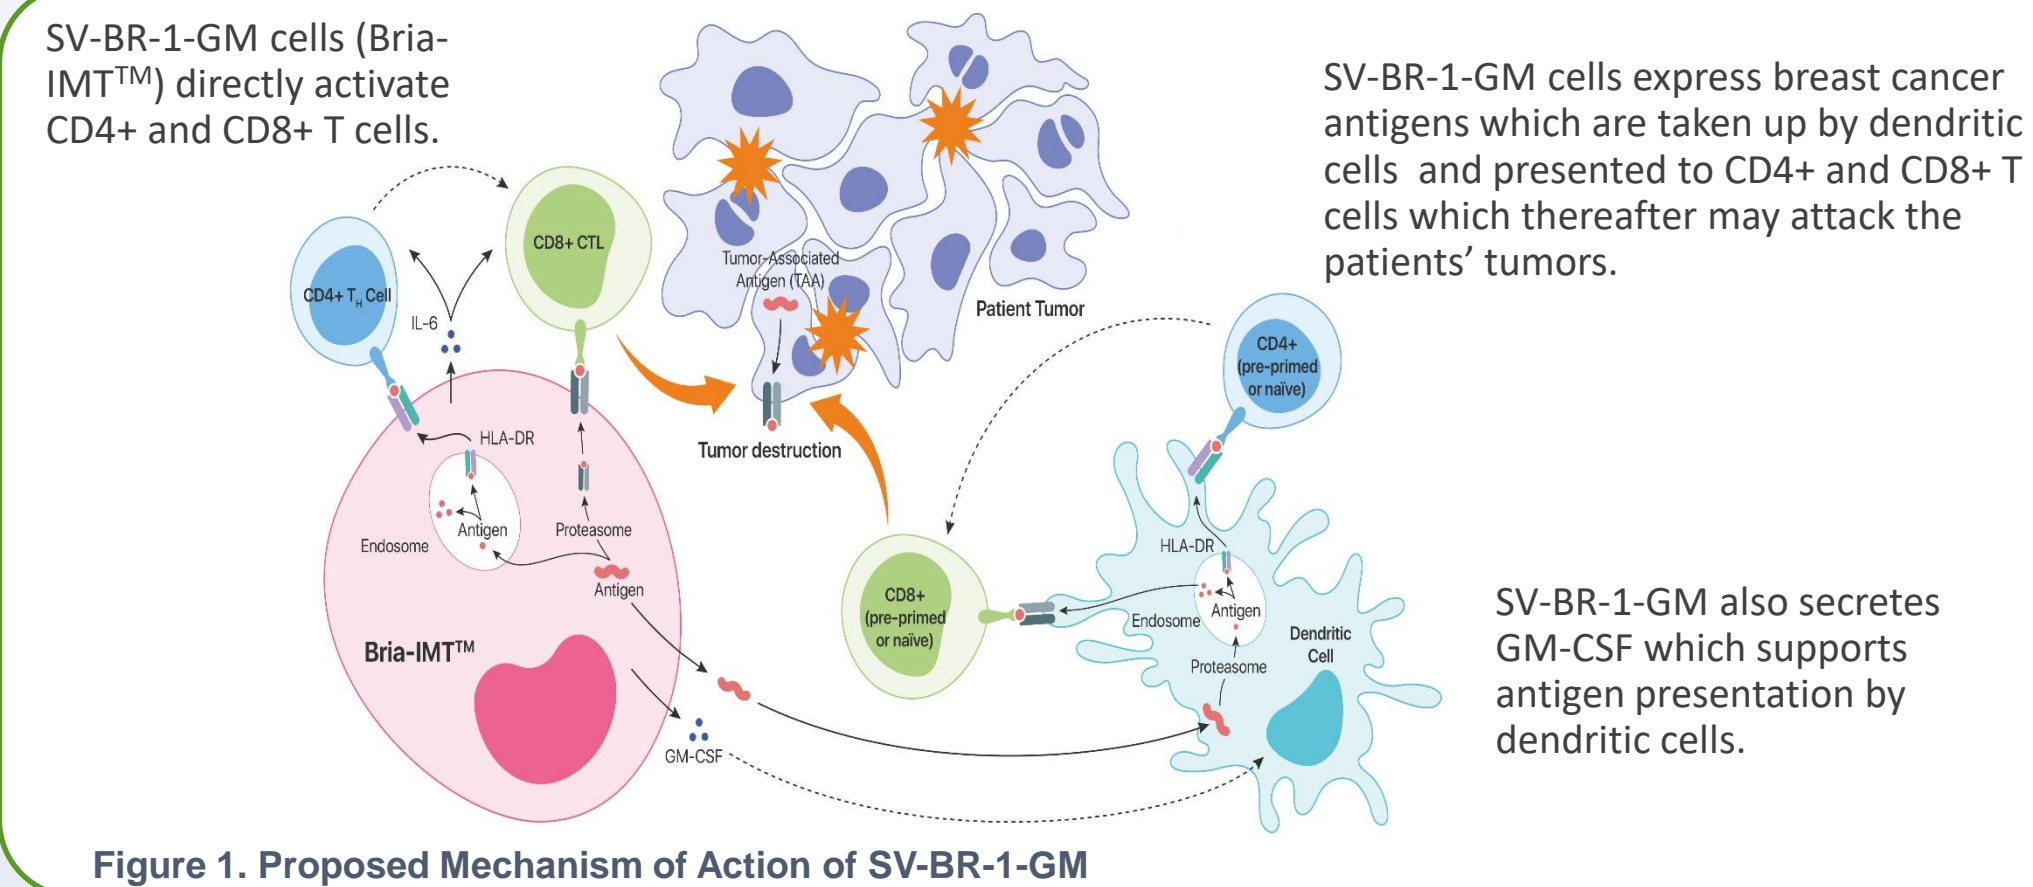 SV-BR-1-GM cells (Bria-
IMT™) directly activate
CD4+ and CD8+ T cells.
SV-BR-1-GM cells express breast cancer
antigens which are taken up by dendritic
cells  and presented to CD4+ and CD8+ T
cells which thereafter may attack the
patients’ tumors.
CD8+ CTL
CD4+ TH Cell
IL-6
Tumor-Associated
Antigen (TAA)
Patient Tumor
Tumor destruction
CD4+
(pre-primed
or naïve)
HLA-DR
Antigen
Endosome
Proteasome
Antigen
Bria-IMT™
GM-CSF
CD8+
(pre-primed
or naïve)
HLA-DR
Antigen
Endosome
Proteasome
Dendritic
Cell
SV-BR-1-GM also secretes
GM-CSF which supports
antigen presentation by
dendritic cells.
Figure 1. Proposed Mechanism of Action of SV-BR-1-GM